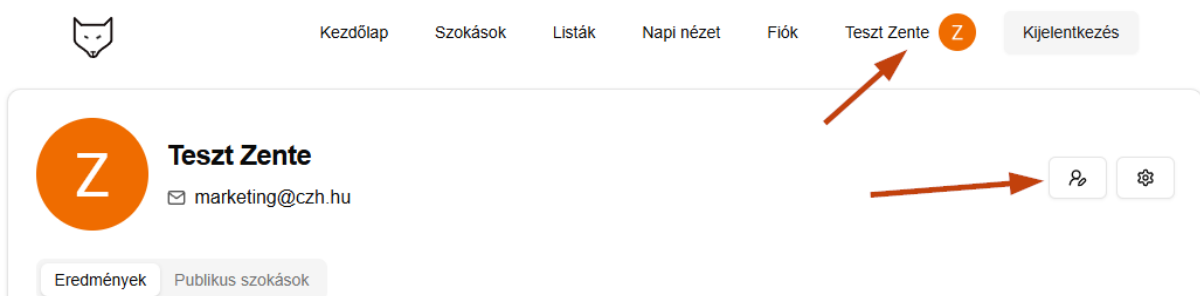 Kezdőlap Szokások Listák Napi nézet Fiók Teszt Zente Z Kijelentkezés
Z
Teszt Zente
marketing@czh.hu
Eredmények Publikus szokások